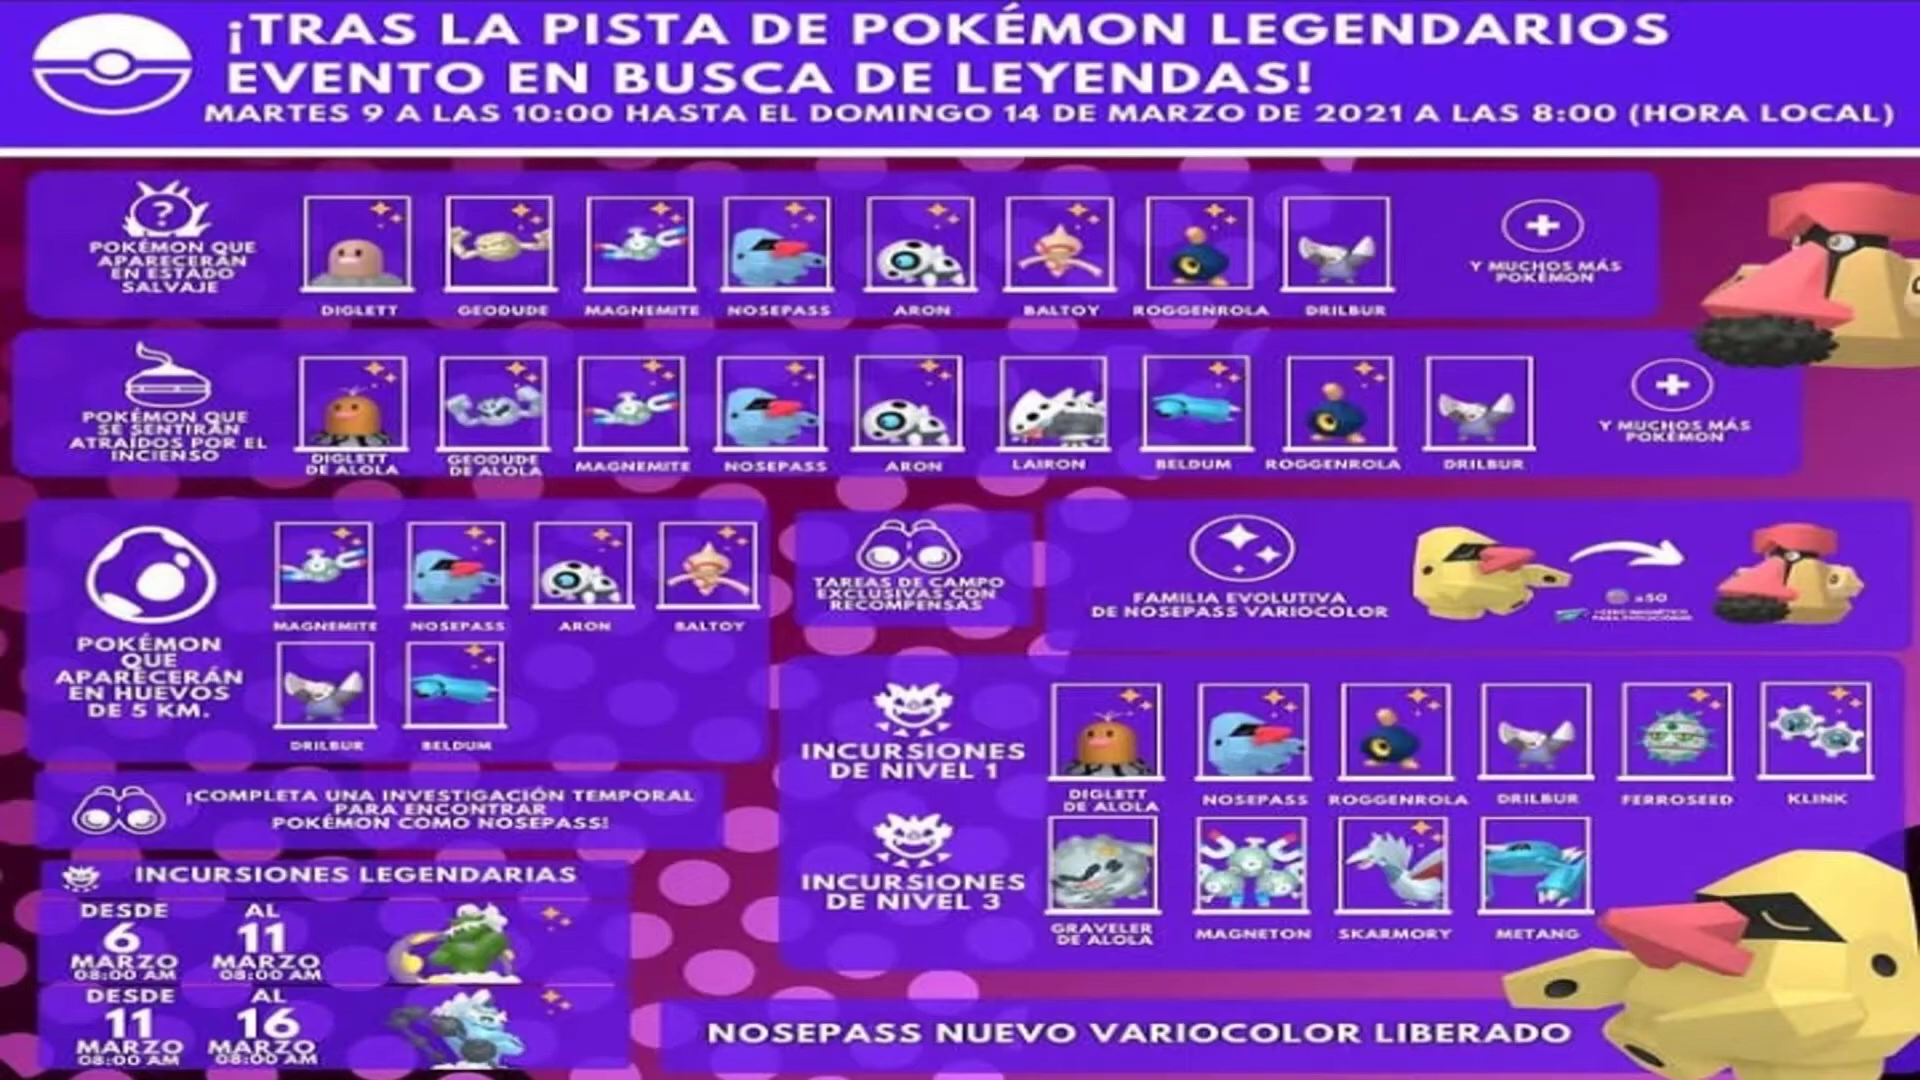 ¡TRAS LA PISTA DE POKÉMON LEGENDARIOS
EVENTO EN BUSCA DE LEYENDAS!
MARTES 9 A LAS 10:00 HASTA EL DOMINGO 14 DE MARZO DE 2021 A LAS 8:00 (HORA LOCAL)
?
POKÉMON QUE
APARECERÁN
EN ESTADO
SALVAJE
DIGLETT
GEODUDE
MAGNEMITE
NOSEPASS
ARON
BALTOY
ROGGENROLA
DRILBUR
+
Y MUCHOS MÁS
POKÉMON
POKÉMON QUE
SE SENTIRÁN
ATRAÍDOS POR EL
INCIENSO
DIGLETT
DE ALOLA
GEODUDE
DE ALOLA
MAGNEMITE
NOSEPASS
ARON
LAIRON
BELDUM
ROGGENROLA
DRILBUR
+
Y MUCHOS MÁS
POKÉMON
POKÉMON
QUE
APARECERÁN
EN HUEVOS
DE 5 KM.
MAGNEMITE
NOSEPASS
ARON
BALTOY
DRILBUR
BELDUM
TAREAS DE CAMPO
EXCLUSIVAS CON
RECOMPENSAS
FAMILIA EVOLUTIVA
DE NOSEPASS VARIOCOLOR
x50
INCURSIONES
DE NIVEL 1
DIGLETT
DE ALOLA
NOSEPASS
ROGGENROLA
DRILBUR
FERROSEED
KLINK
INCURSIONES
DE NIVEL 3
GRAVELER
DE ALOLA
MAGNETON
SKARMORY
METANG
¡COMPLETA UNA INVESTIGACIÓN TEMPORAL
PARA ENCONTRAR
POKÉMON COMO NOSEPASS!
INCURSIONES LEGENDARIAS
DESDE
6
MARZO
08:00 AM
AL
11
MARZO
08:00 AM
DESDE
11
MARZO
08:00 AM
AL
16
MARZO
08:00 AM
NOSEPASS NUEVO VARIOCOLOR LIBERADO